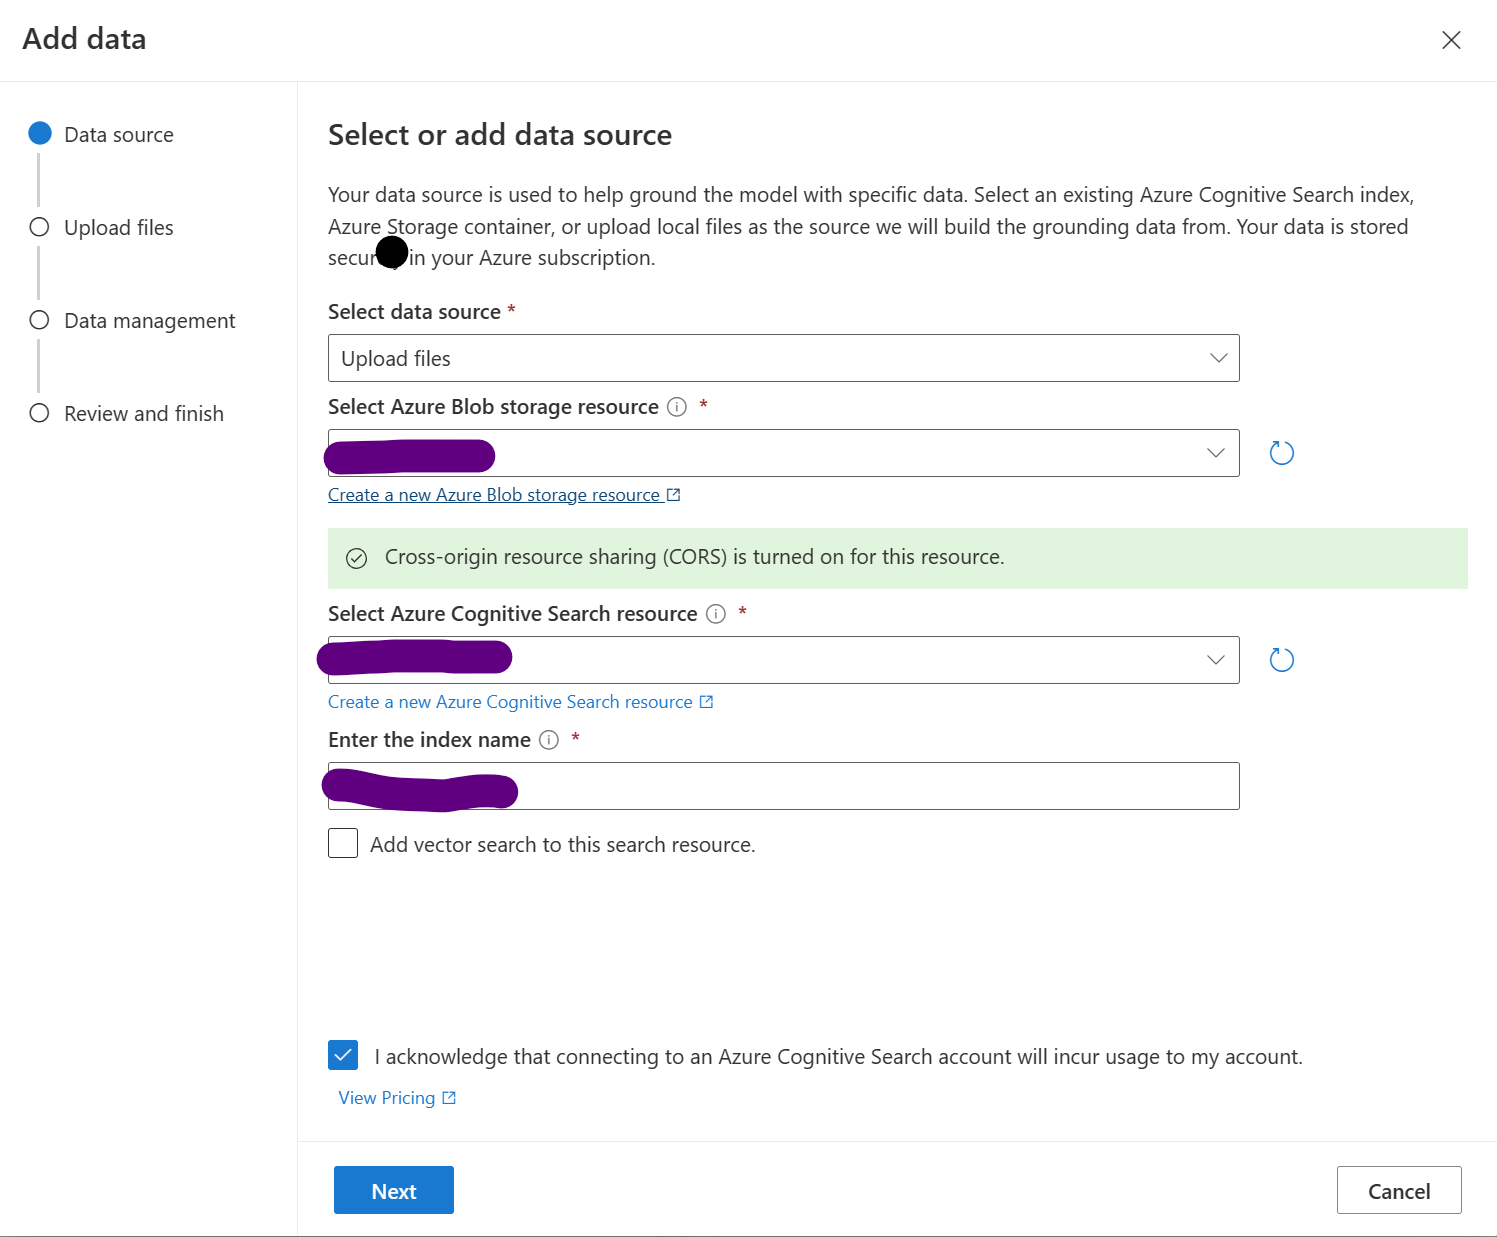 Add data
Data source
Upload files
Data management
Review and finish
Select or add data source
Your data source is used to help ground the model with specific data. Select an existing Azure Cognitive Search index,
Azure Storage container, or upload local files as the source we will build the grounding data from. Your data is stored
in your Azure subscription.
Select data source *
Upload files
Select Azure Blob storage resource *
Create a new Azure Blob storage resource
Cross-origin resource sharing (CORS) is turned on for this resource.
Select Azure Cognitive Search resource *
Create a new Azure Cognitive Search resource
Enter the index name *
Add vector search to this search resource.
I acknowledge that connecting to an Azure Cognitive Search account will incur usage to my account.
View Pricing
Next
Cancel